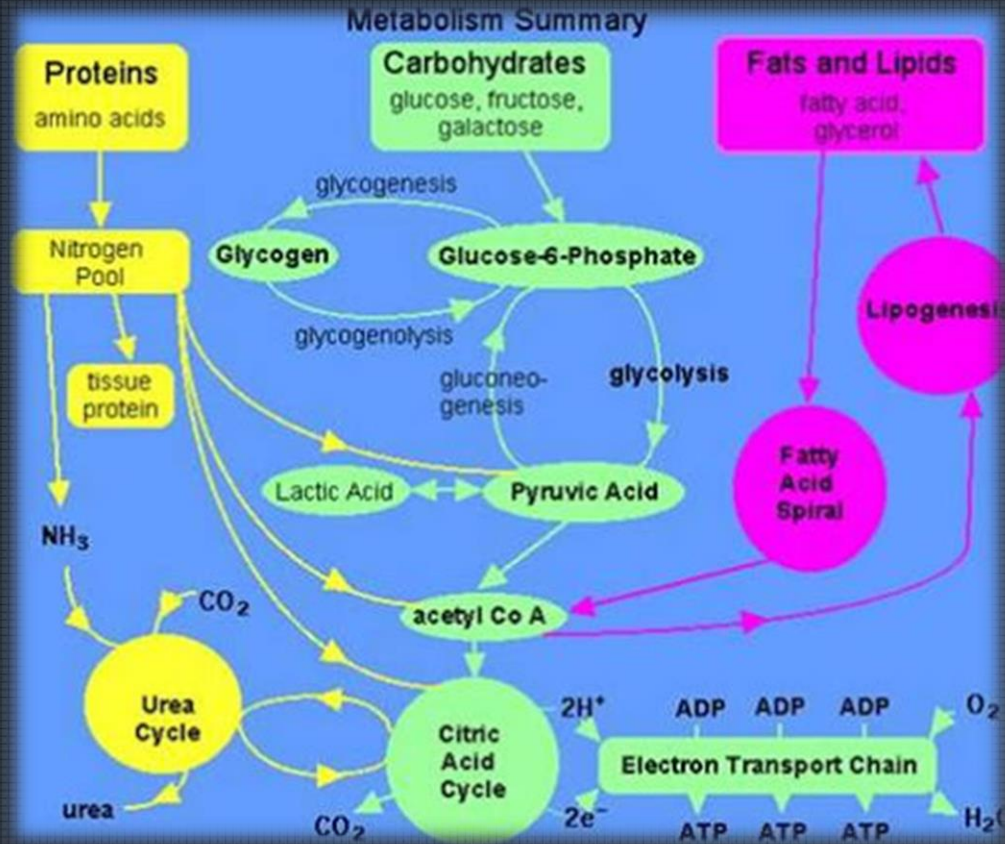 Metabolism Summary
Proteins
amino acids
Carbohydrates
glucose, fructose,
galactose
Fats and Lipids
fatty acid,
glycerol
glycogenesis
Nitrogen
Pool
Glycogen
Glucose-6-Phosphate
Lipogenesi
glycogenolysis
tissue
protein
gluconeo-
genesis
glycolysis
Fatty
Acid
Spiral
Lactic Acid
Pyruvic Acid
NH₃
CO₂
acetyl Co A
Urea
Cycle
Citric
Acid
Cycle
2H⁺
ADP ADP ADP
O₂
Electron Transport Chain
urea
CO₂
2e⁻
ATP ATP ATP
H₂O